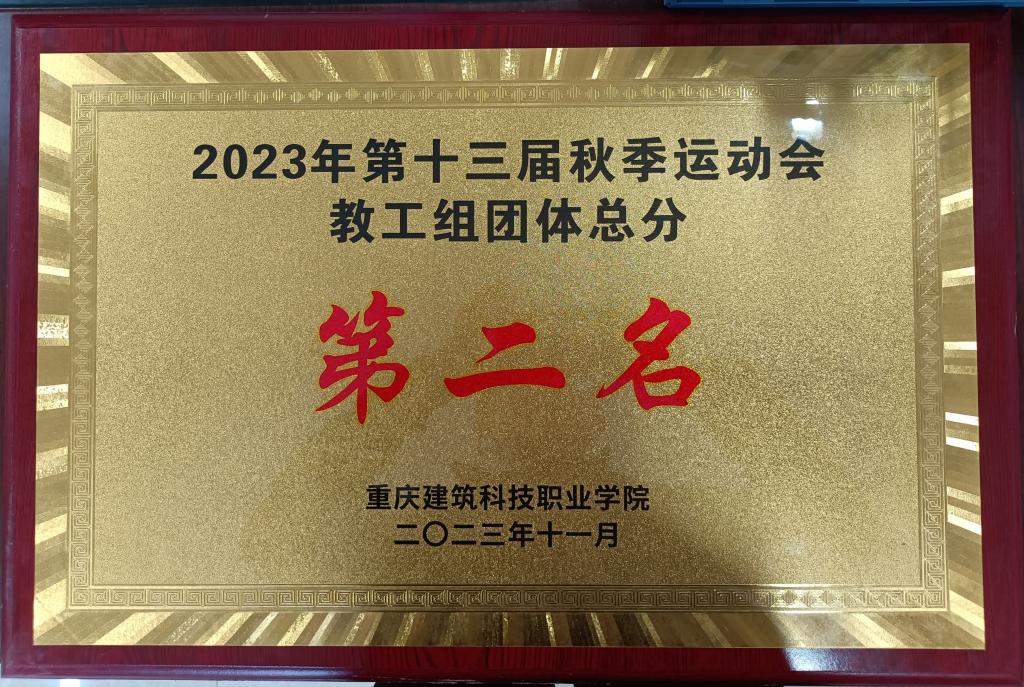 2023年第十三届秋季运动会
教工组团体总分
第二名
重庆建筑科技职业学院
二〇二三年十一月